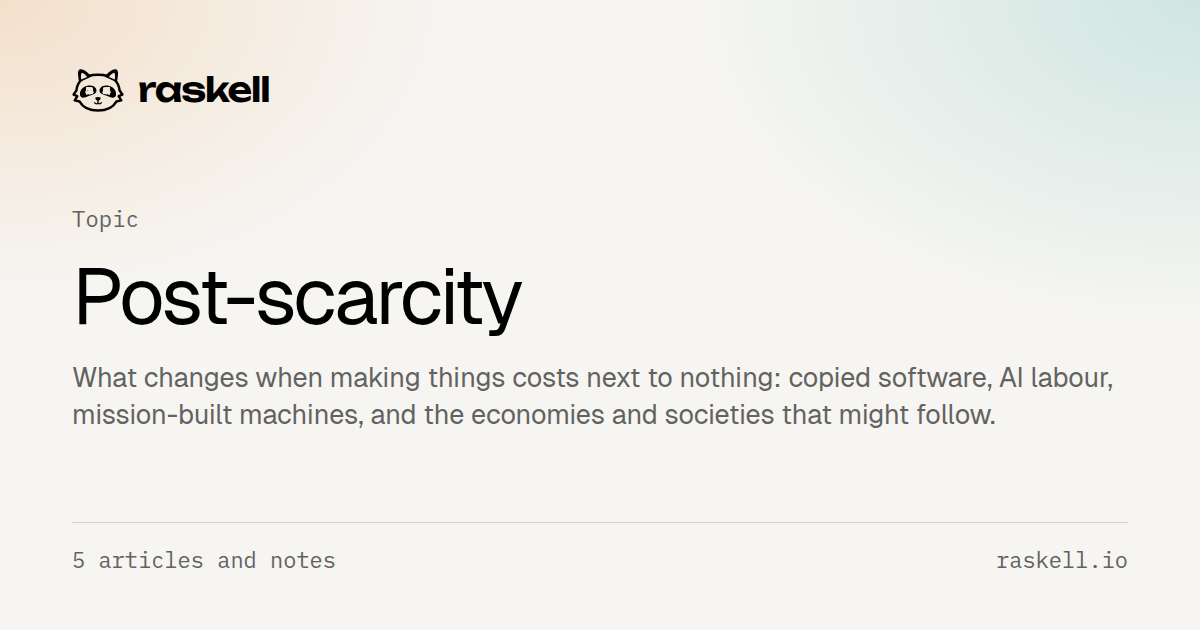 raskell
Topic
Post-scarcity
What changes when making things costs next to nothing: copied software, AI labour,
mission-built machines, and the economies and societies that might follow.
5 articles and notes
raskell.io